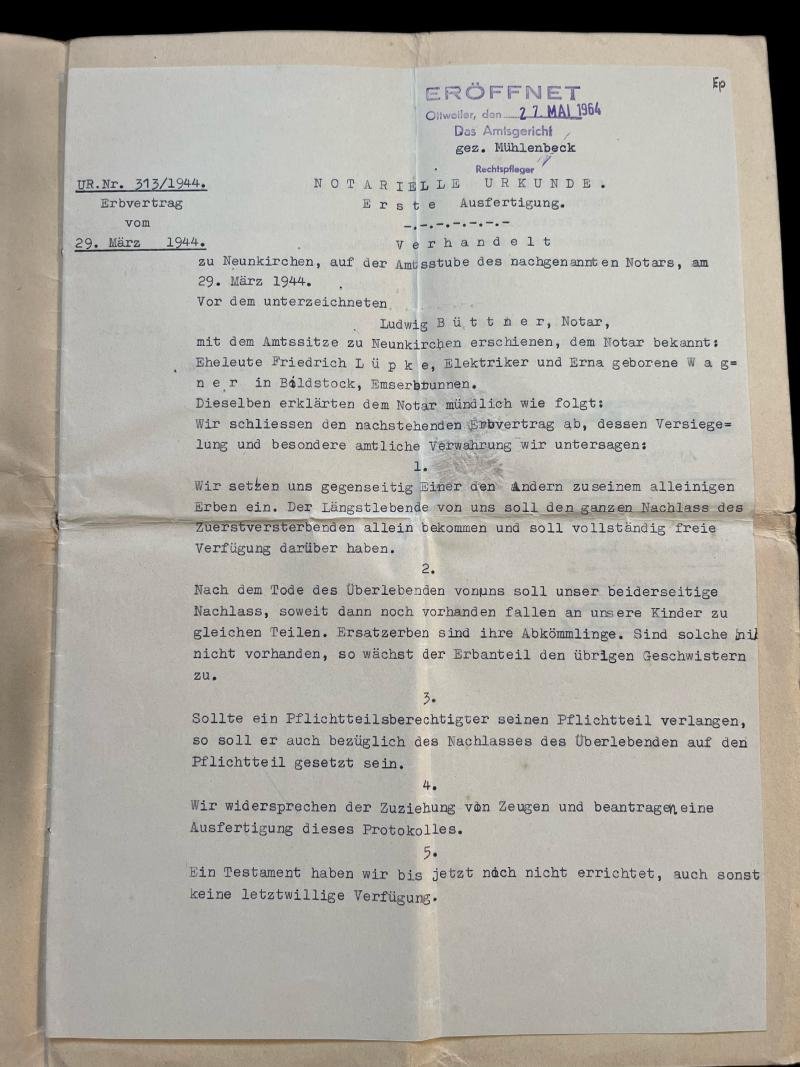 Ep
ERÖFFNET
Ottweiler, den 27. MAI 1964
Das Amtsgericht
gez. Mühlenbeck
Rechtspfleger
UR.Nr. 313/1944.
Erbvertrag
vom
29. März 1944.
NOTARIELLE URKUNDE.
Erste Ausfertigung.
-.-.-.-.-.-.-
Verhandelt
zu Neunkirchen, auf der Amtsstube des nachgenannten Notars, am
29. März 1944.
Vor dem unterzeichneten
Ludwig Büttner, Notar,
mit dem Amtssitze zu Neunkirchen erschienen, dem Notar bekannt:
Eheleute Friedrich Lüpke, Elektriker und Erna geborene Wag=
ner in Bildstock, Emserbrunnen.
Dieselben erklärten dem Notar mündlich wie folgt:
Wir schliessen den nachstehenden Erbvertrag ab, dessen Versiege=
lung und besondere amtliche Verwahrung wir untersagen:
1.
Wir setzen uns gegenseitig Einer den Andern zuseinem alleinigen
Erben ein. Der Längstlebende von uns soll den ganzen Nachlass des
Zuerstversterbenden allein bekommen und soll vollständig freie
Verfügung darüber haben.
2.
Nach dem Tode des Überlebenden vonuns soll unser beiderseitige
Nachlass, soweit dann noch vorhanden fallen an unsere Kinder zu
gleichen Teilen. Ersatzerben sind ihre Abkömmlinge. Sind solche
nicht vorhanden, so wächst der Erbanteil den übrigen Geschwistern
zu.
3.
Sollte ein Pflichtteilsberechtigter seinen Pflichtteil verlangen,
so soll er auch bezüglich des Nachlasses des Überlebenden auf den
Pflichtteil gesetzt sein.
4.
Wir widersprechen der Zuziehung von Zeugen und beantragen eine
Ausfertigung dieses Protokolles.
5.
Ein Testament haben wir bis jetzt noch nicht errichtet, auch sonst
keine letztwillige Verfügung.